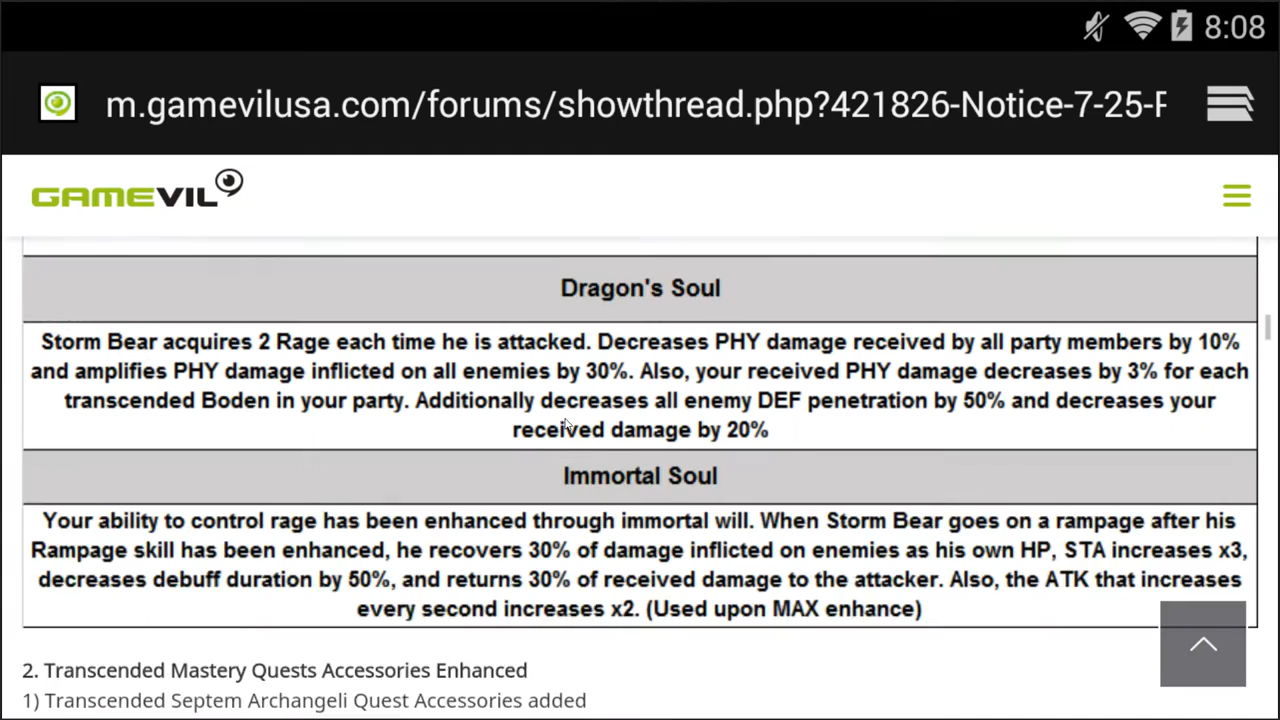 8:08
m.gamevilusa.com/forums/showthread.php?421826-Notice-7-25-F
GAMEVIL
Dragon's Soul
Storm Bear acquires 2 Rage each time he is attacked. Decreases PHY damage received by all party members by 10%
and amplifies PHY damage inflicted on all enemies by 30%. Also, your received PHY damage decreases by 3% for each
transcended Boden in your party. Additionally decreases all enemy DEF penetration by 50% and decreases your
received damage by 20%
Immortal Soul
Your ability to control rage has been enhanced through immortal will. When Storm Bear goes on a rampage after his
Rampage skill has been enhanced, he recovers 30% of damage inflicted on enemies as his own HP, STA increases x3,
decreases debuff duration by 50%, and returns 30% of received damage to the attacker. Also, the ATK that increases
every second increases x2. (Used upon MAX enhance)
2. Transcended Mastery Quests Accessories Enhanced
1) Transcended Septem Archangeli Quest Accessories added